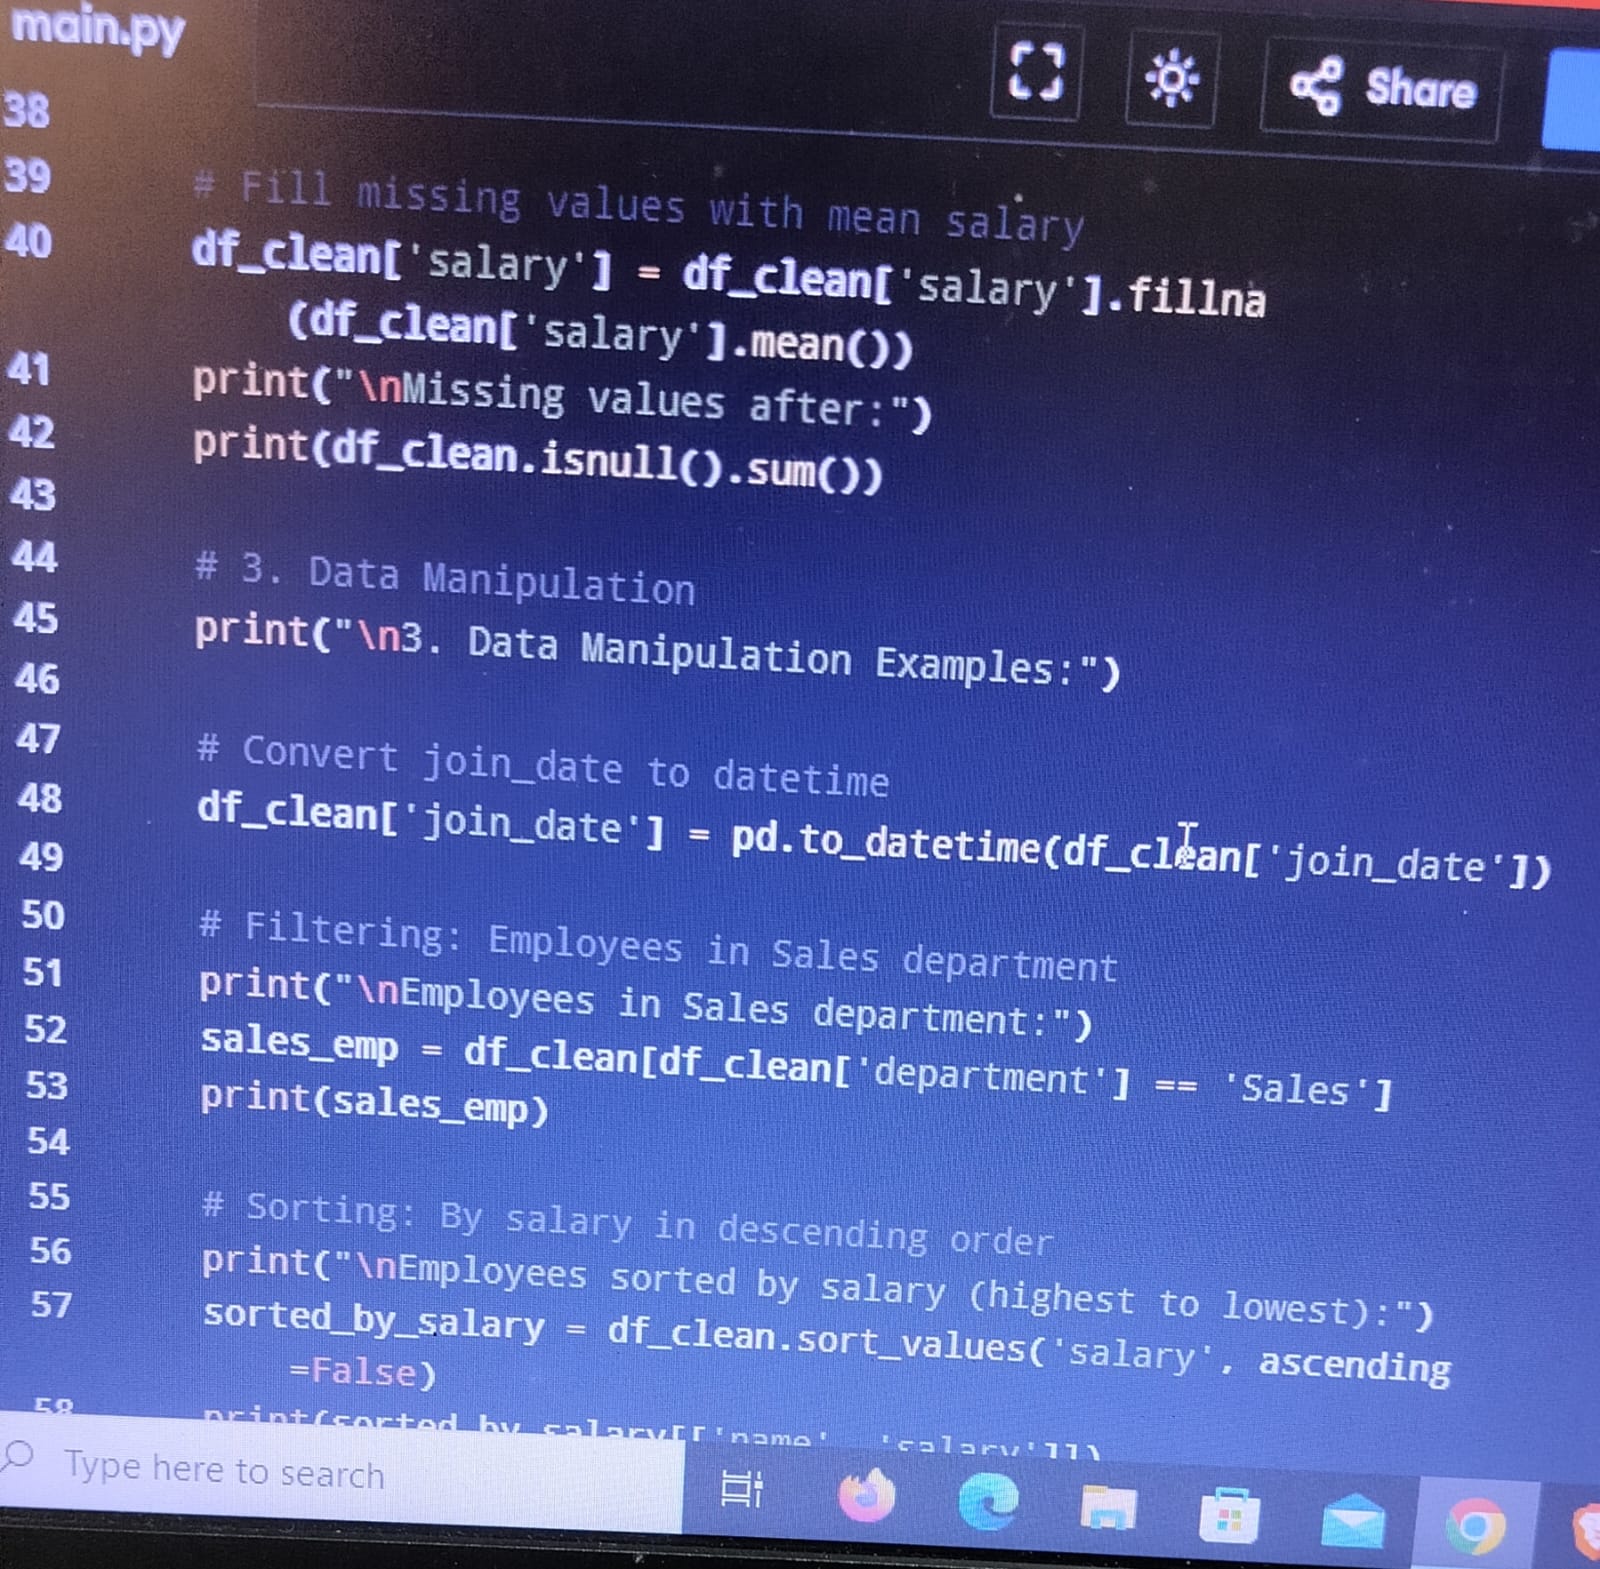 main.py
Share
38
39 # Fill missing values with mean salary
40 df_clean['salary'] = df_clean['salary'].fillna
(df_clean['salary'].mean())
41 print("\nMissing values after:")
42 print(df_clean.isnull().sum())
43
44 # 3. Data Manipulation
45 print("\n3. Data Manipulation Examples:")
46
47 # Convert join_date to datetime
48 df_clean['join_date'] = pd.to_datetime(df_clean['join_date'])
49
50 # Filtering: Employees in Sales department
51 print("\nEmployees in Sales department:")
52 sales_emp = df_clean[df_clean['department'] == 'Sales']
53 print(sales_emp)
54
55 # Sorting: By salary in descending order
56 print("\nEmployees sorted by salary (highest to lowest):")
57 sorted_by_salary = df_clean.sort_values('salary', ascending
=False)
58 print(sorted_by_salary[['name', 'salary']])
Type here to search